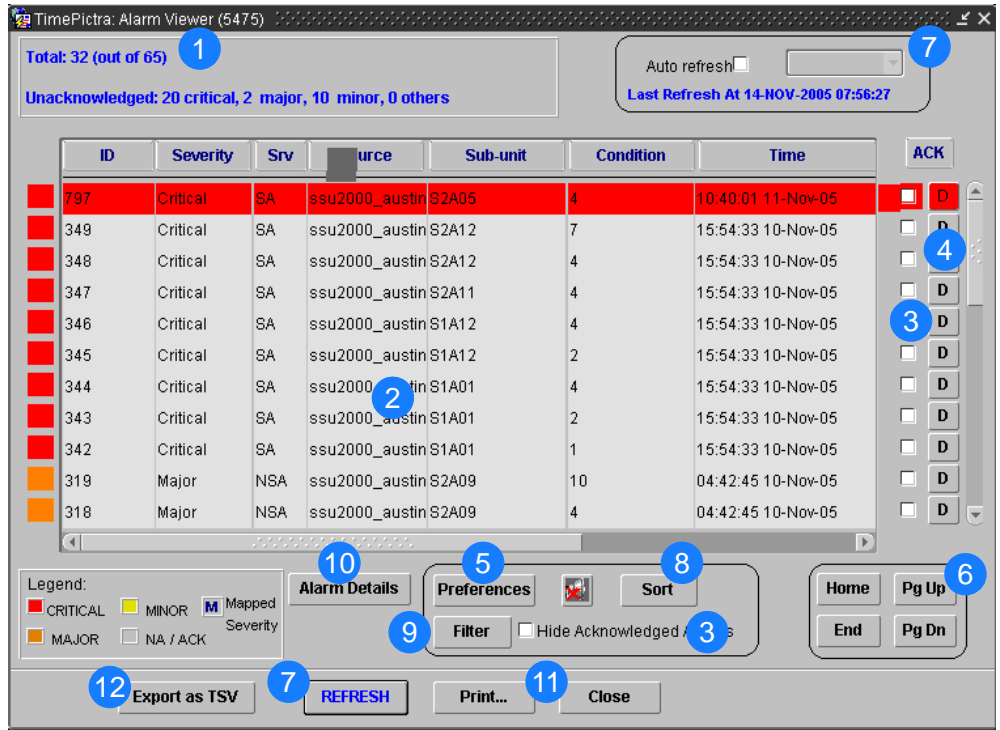 TimePictra: Alarm Viewer (5475)
Total: 32 (out of 65)
1
Unacknowledged: 20 critical, 2 major, 10 minor, 0 others
Auto refresh
7
Last Refresh At 14-NOV-2005 07:56:27
ID Severity Srv Sub-unit Condition Time ACK
797 Critical SA ssu2000_austin S2A05 4 10:40:01 11-Nov-05 D
349 Critical SA ssu2000_austin S2A12 7 15:54:33 10-Nov-05 D
348 Critical SA ssu2000_austin S2A12 4 15:54:33 10-Nov-05
4
347 Critical SA ssu2000_austin S2A11 4 15:54:33 10-Nov-05 D
346 Critical SA ssu2000_austin S1A12 4 15:54:33 10-Nov-05 3 D
345 Critical SA ssu2000_austin S1A12 2 15:54:33 10-Nov-05 D
344 Critical SA S1A01 4 15:54:33 10-Nov-05 D
2
343 Critical SA ssu2000_austin S1A01 2 15:54:33 10-Nov-05 D
342 Critical SA ssu2000_austin S1A01 1 15:54:33 10-Nov-05 D
319 Major NSA ssu2000_austin S2A09 10 04:42:45 10-Nov-05 D
318 Major NSA ssu2000_austin S2A09 4 04:42:45 10-Nov-05 D
10 5 8 6
Legend:
CRITICAL MINOR M Mapped Severity
MAJOR NA / ACK
Alarm Details Preferences Sort Home Pg Up
9 Filter Hide Acknowledged 3 End Pg Dn
12 Export as TSV 7 REFRESH Print... 11 Close